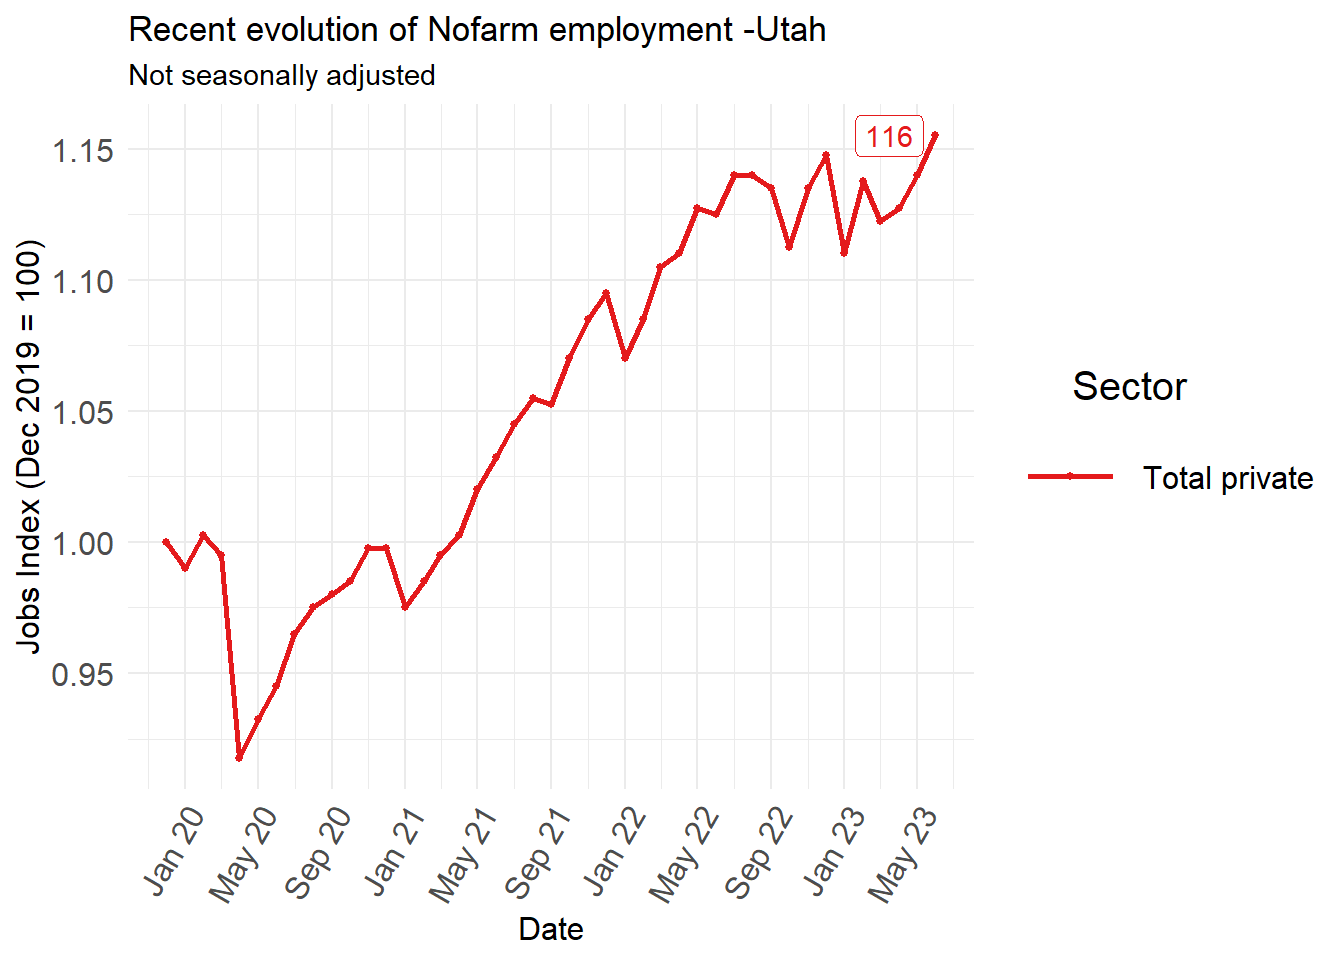 Recent evolution of Nofarm employment -Utah
Not seasonally adjusted
116
1.15
1.10
1.05
1.00
0.95
Jobs Index (Dec 2019 = 100)
Jan 20
May 20
Sep 20
Jan 21
May 21
Sep 21
Jan 22
May 22
Sep 22
Jan 23
May 23
Date
Sector
Total private